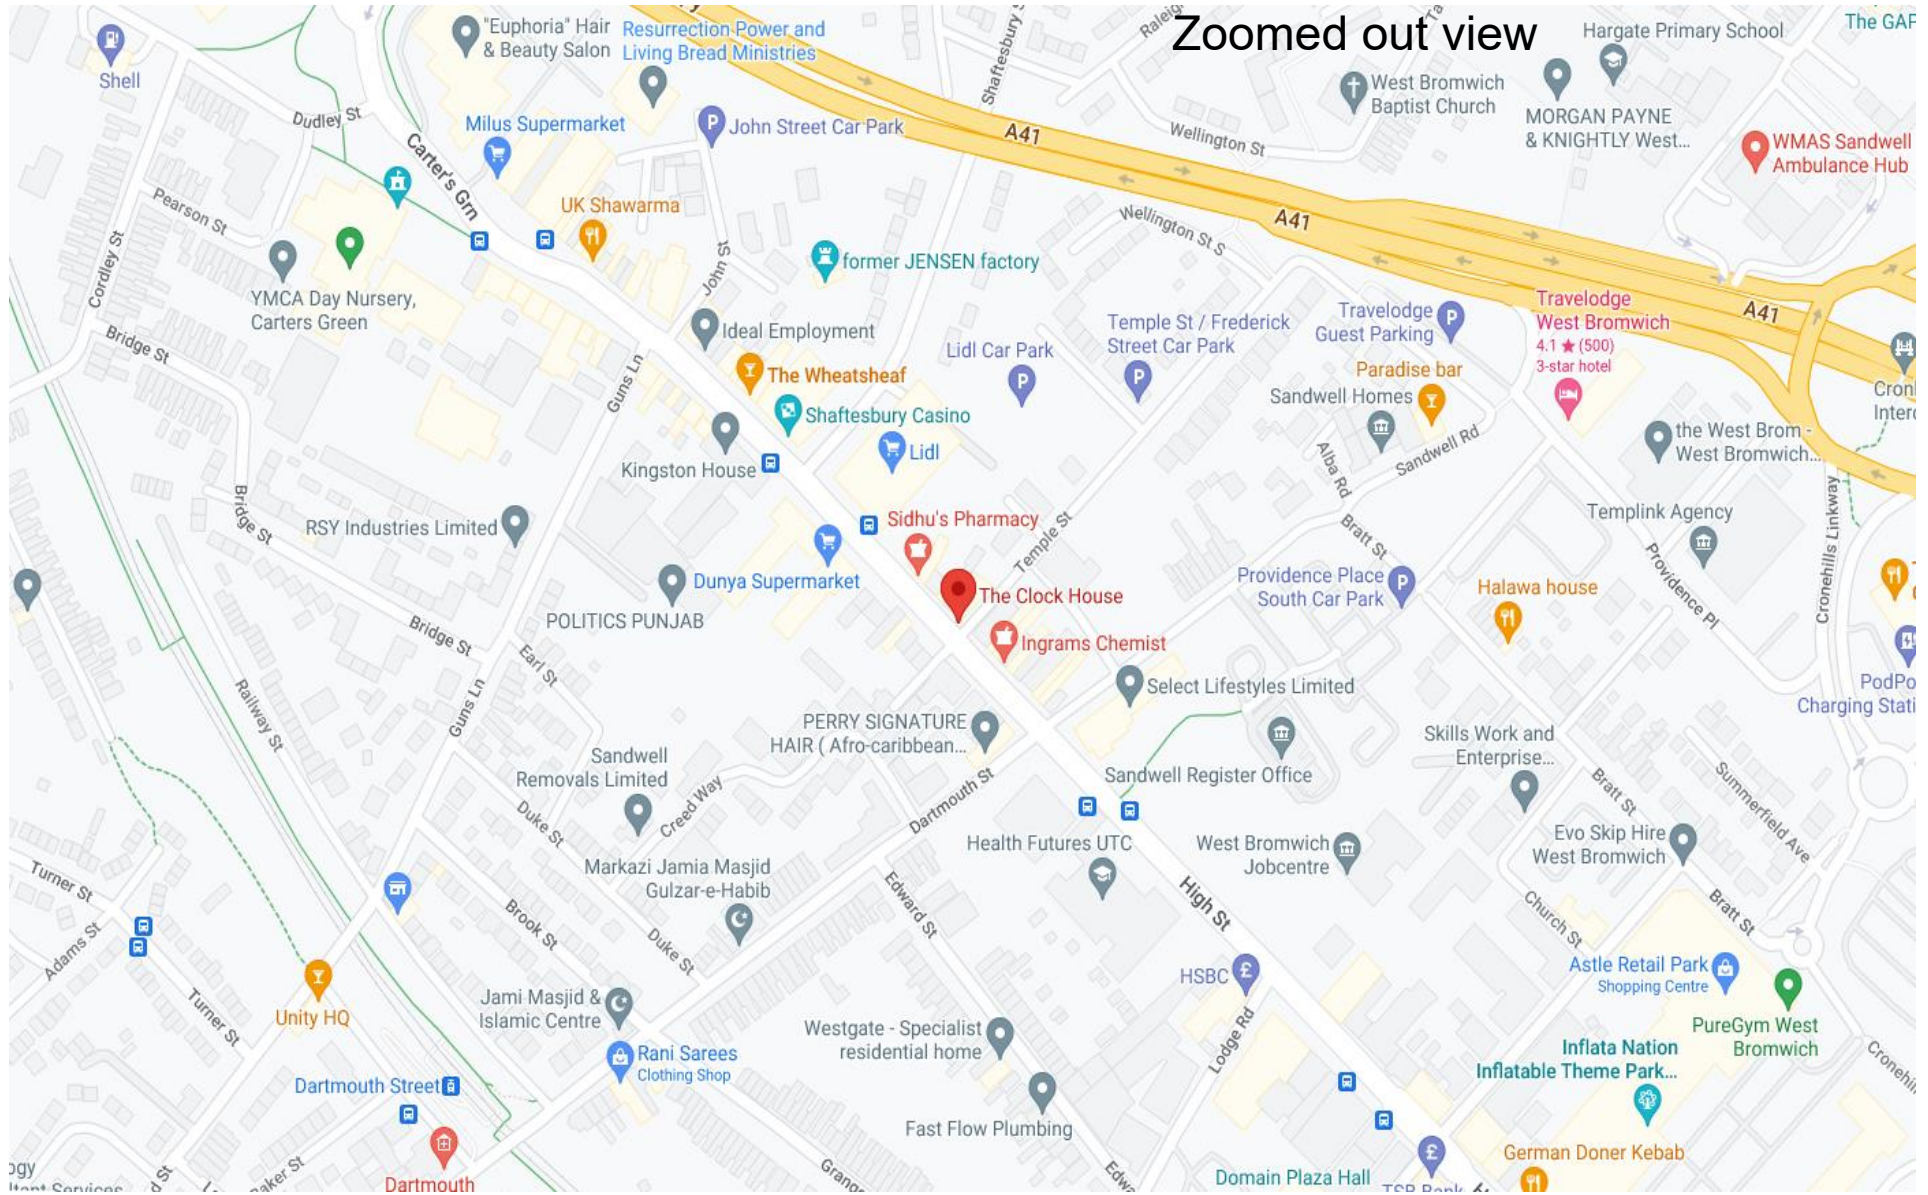 Zoomed out view
"Euphoria" Hair
& Beauty Salon
Resurrection Power and
Living Bread Ministries
Shaftesbury
Hargate Primary School
The GAP
Shell
Dudley St
Milus Supermarket
John Street Car Park
A41
Wellington St
West Bromwich
Baptist Church
MORGAN PAYNE
& KNIGHTLY West...
WMAS Sandwell
Ambulance Hub
Carter's Grn
Pearson St
UK Shawarma
Wellington St S
A41
Cordley St
John St
former JENSEN factory
YMCA Day Nursery,
Carters Green
Bridge St
Ideal Employment
Lidl Car Park
Temple St / Frederick
Street Car Park
Travelodge
Guest Parking
Travelodge
West Bromwich
4.1 ★ (500)
3-star hotel
A41
Guns Ln
The Wheatsheaf
Shaftesbury Casino
Paradise bar
Sandwell Homes
Sandwell Rd
Alba Rd
the West Brom -
West Bromwich...
Kingston House
Lidl
Bridge St
RSY Industries Limited
Sidhu's Pharmacy
Temple St
Bratt St
Templink Agency
Cronehills Linkway
Dunya Supermarket
POLITICS PUNJAB
The Clock House
Providence Place
South Car Park
Halawa house
Providence Pl
Bridge St
Earl St
Ingrams Chemist
Railway St
Guns Ln
Select Lifestyles Limited
PodPo
Charging Stati
PERRY SIGNATURE
HAIR ( Afro-caribbean...
Sandwell
Removals Limited
Creed Way
Dartmouth St
Sandwell Register Office
Skills Work and
Enterprise...
Bratt St
Summerfield Ave
Duke St
Health Futures UTC
West Bromwich
Jobcentre
Evo Skip Hire
West Bromwich
Turner St
Markazi Jamia Masjid
Gulzar-e-Habib
Edward St
High St
Church St
Bratt St
Adams St
Brook St
Duke St
HSBC
Astle Retail Park
Shopping Centre
Turner St
Unity HQ
Jami Masjid &
Islamic Centre
Westgate - Specialist
residential home
Lodge Rd
PureGym West
Bromwich
Rani Sarees
Clothing Shop
Inflata Nation
Inflatable Theme Park...
Cronehil
Dartmouth Street
Fast Flow Plumbing
German Doner Kebab
Domain Plaza Hall
TSB Bank
Dartmouth
Grange
Edwa